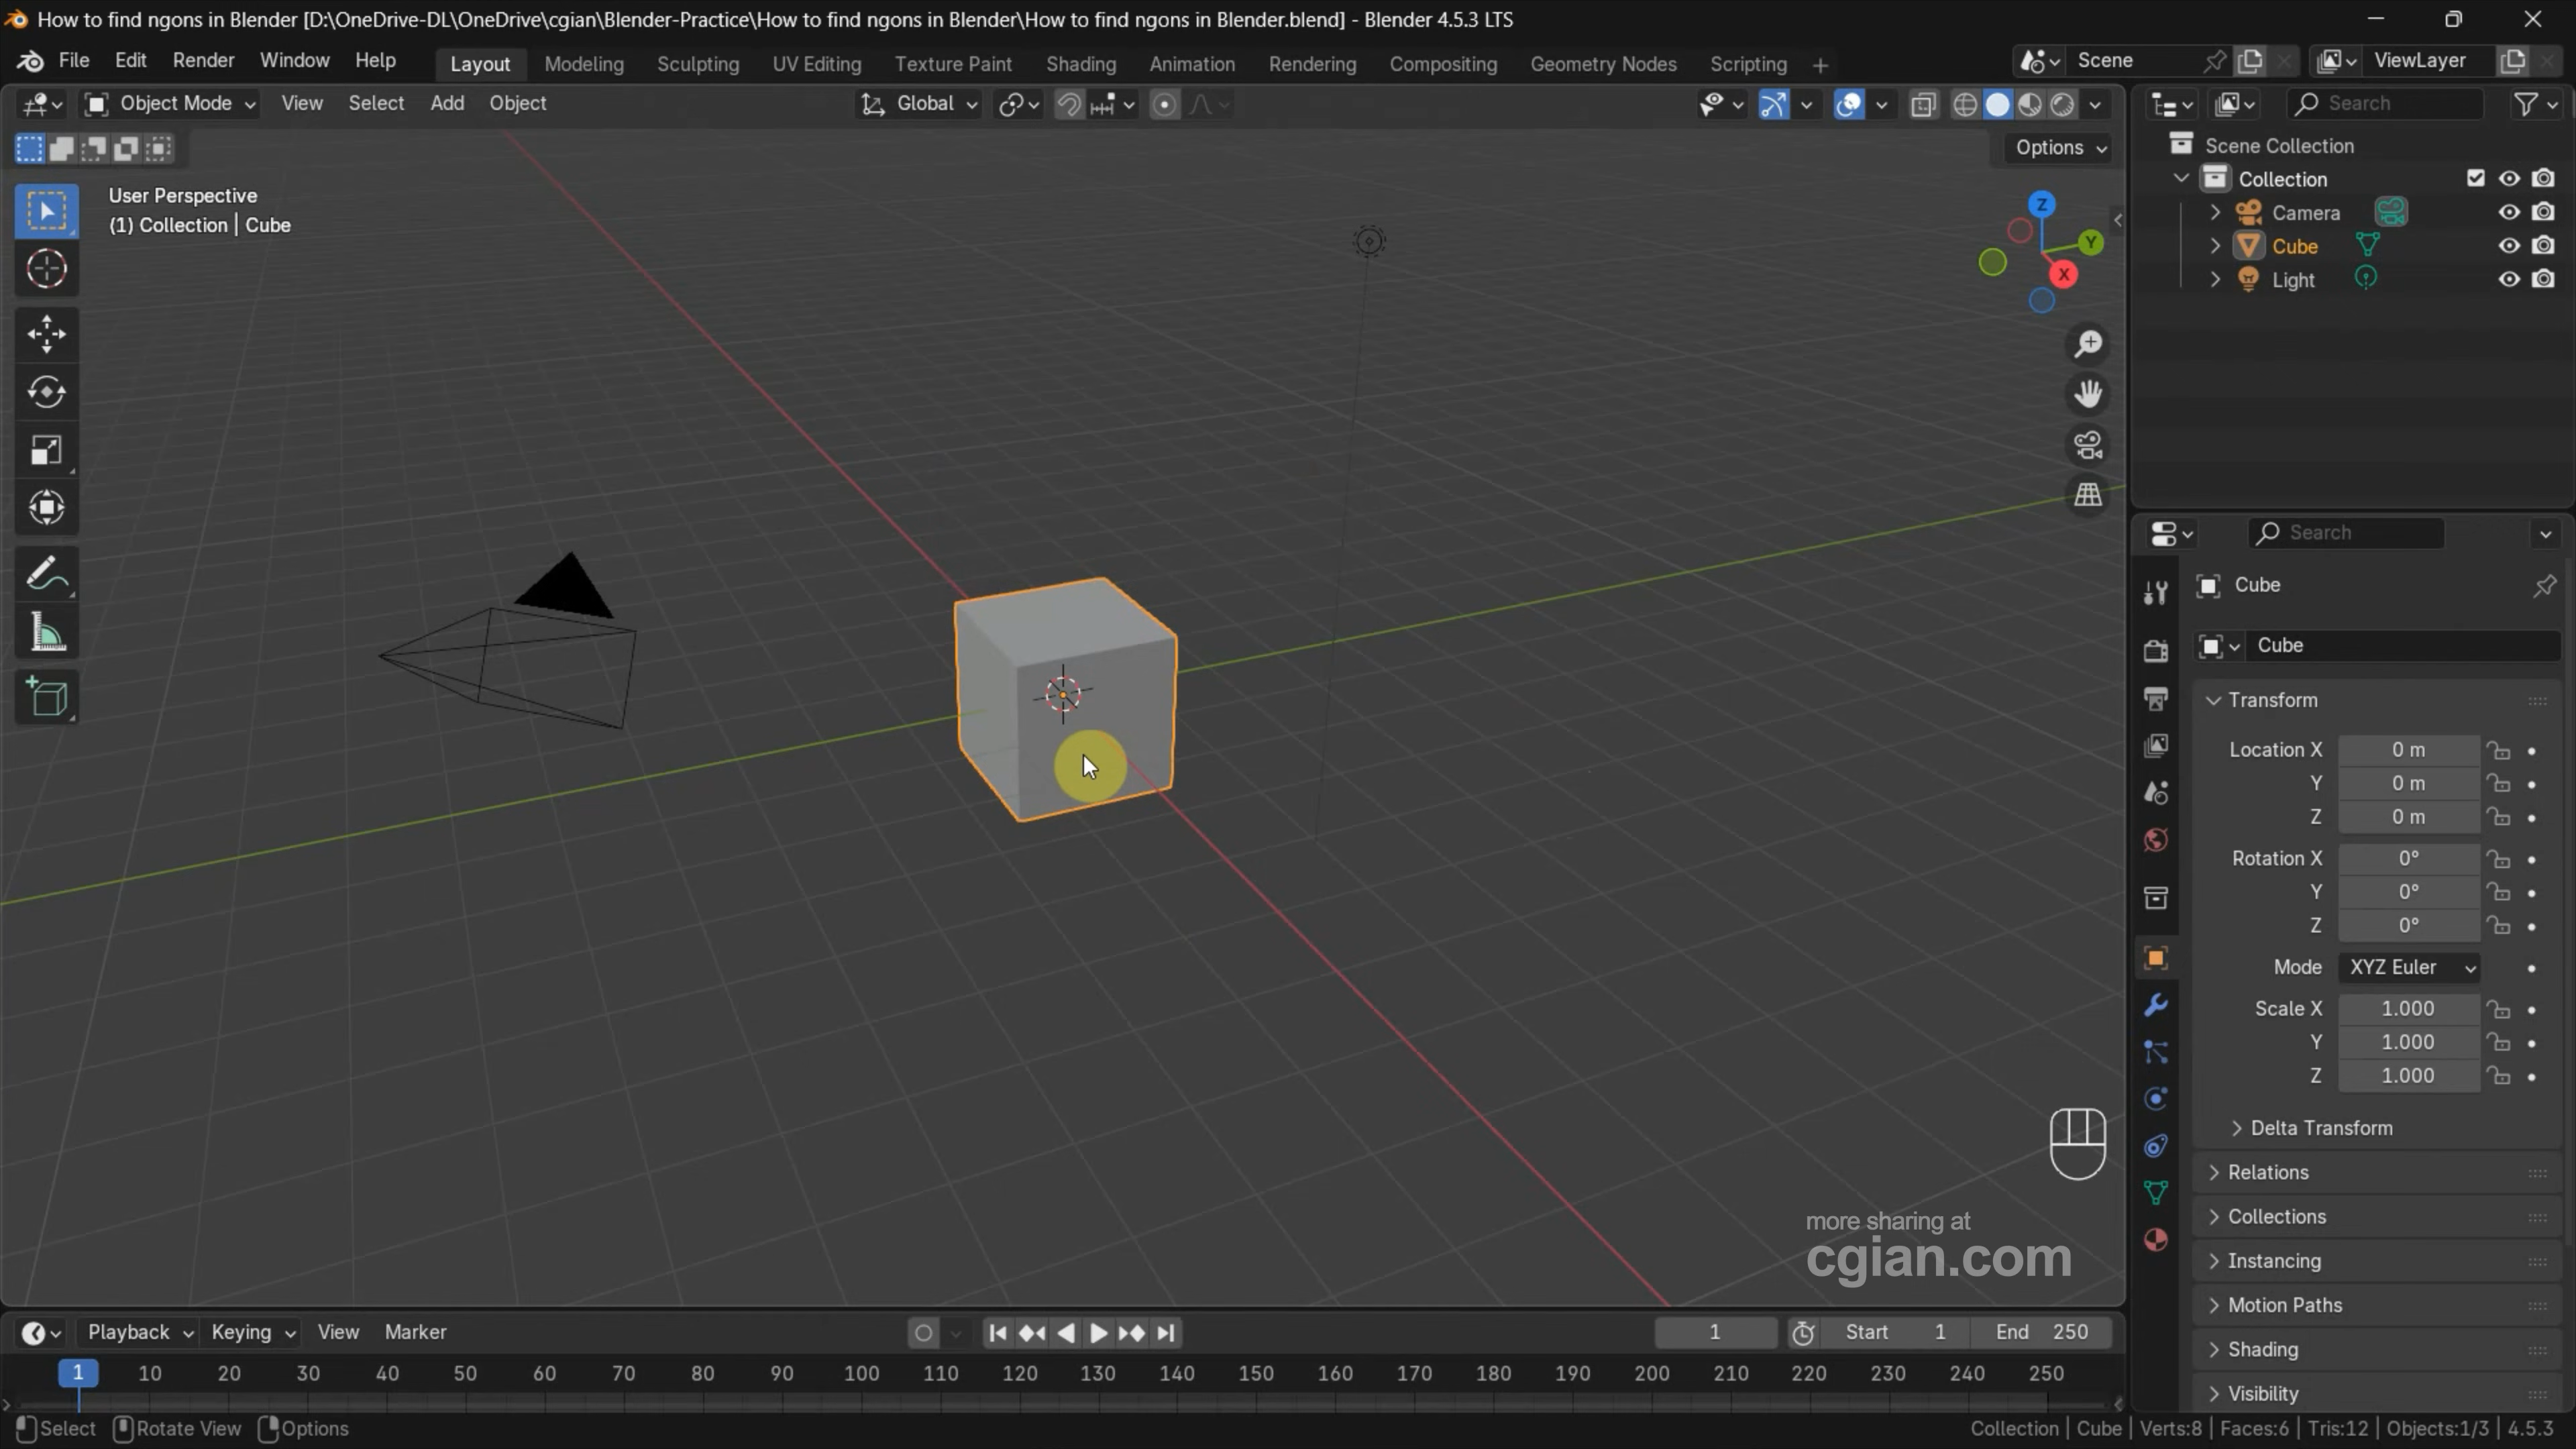 How to find ngons in Blender [D:\OneDrive-DL\OneDrive\cgian\Blender-Practice\How to find ngons in Blender\How to find ngons in Blender.blend] - Blender 4.5.3 LTS
File Edit Render Window Help Layout Modeling Sculpting UV Editing Texture Paint Shading Animation Rendering Compositing Geometry Nodes Scripting + Scene ViewLayer
Object Mode View Select Add Object Global Search
Options
User Perspective
(1) Collection | Cube
Z
Y
X
Scene Collection
Collection
Camera
Cube
Light
Search
Cube
Cube
Transform
Location X 0 m
Y 0 m
Z 0 m
Rotation X 0°
Y 0°
Z 0°
Mode XYZ Euler
Scale X 1.000
Y 1.000
Z 1.000
Delta Transform
Relations
Collections
Instancing
Motion Paths
Shading
Visibility
more sharing at
cgian.com
Playback Keying View Marker 1 Start 1 End 250
1 10 20 30 40 50 60 70 80 90 100 110 120 130 140 150 160 170 180 190 200 210 220 230 240 250
Select Rotate View Options Collection | Cube | Verts:8 | Faces:6 | Tris:12 | Objects:1/3 | 4.5.3